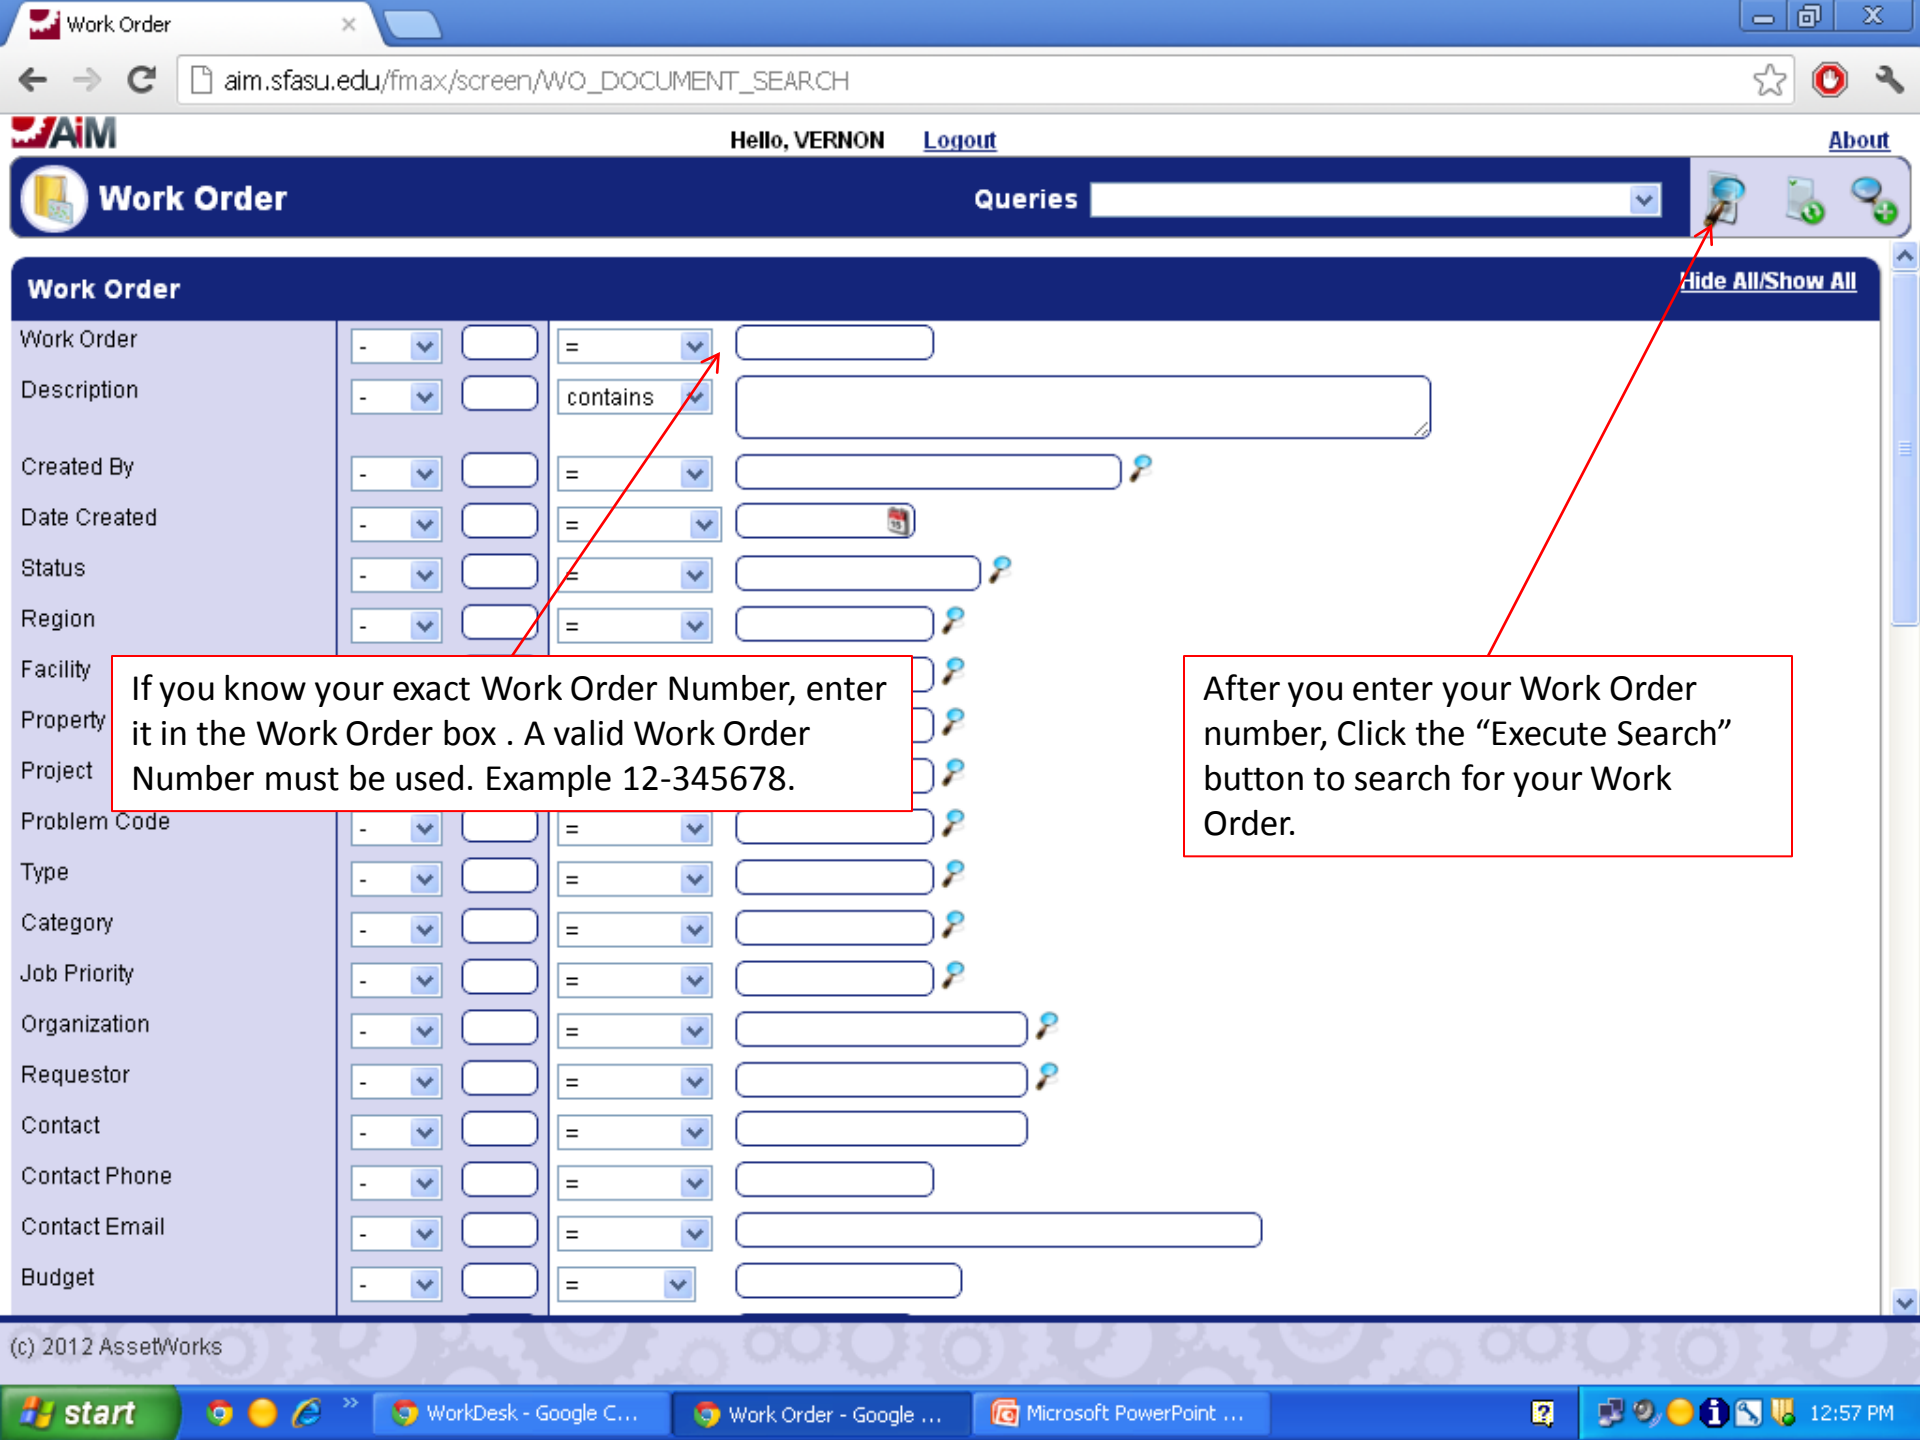 Work Order
aim.sfasu.edu/fmax/screen/WO_DOCUMENT_SEARCH
AiM
Hello, VERNON Logout About
Work Order Queries
Work Order Hide All/Show All
Work Order - =
Description - contains
Created By - =
Date Created - = 15
Status - =
Region - =
Facility
Property
Project
If you know your exact Work Order Number, enter
it in the Work Order box . A valid Work Order
Number must be used. Example 12-345678.
After you enter your Work Order
number, Click the “Execute Search”
button to search for your Work
Order.
Problem Code - =
Type - =
Category - =
Job Priority - =
Organization - =
Requestor - =
Contact - =
Contact Phone - =
Contact Email - =
Budget - =
(c) 2012 AssetWorks
start » WorkDesk - Google C... Work Order - Google ... Microsoft PowerPoint ... 12:57 PM